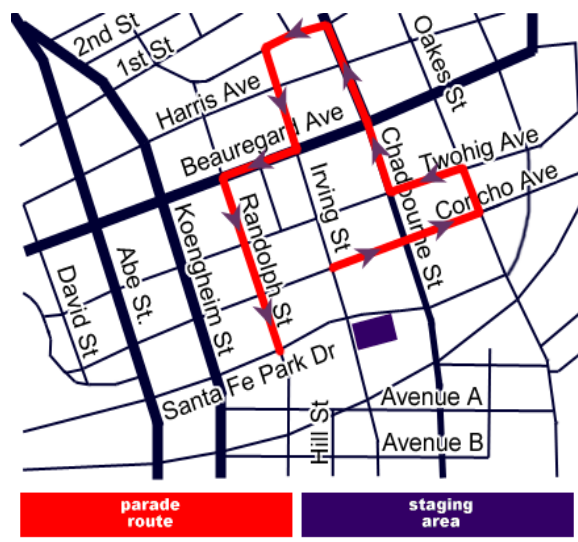 2nd St
1st St
Oakes St
Harris Ave
Beauregard Ave
Chadbourne St
Twohig Ave
Concho Ave
Irving St
Randolph St
Koengheim St
Abe St.
David St
Santa Fe Park Dr
Hill St
Avenue A
Avenue B
parade
route
staging
area